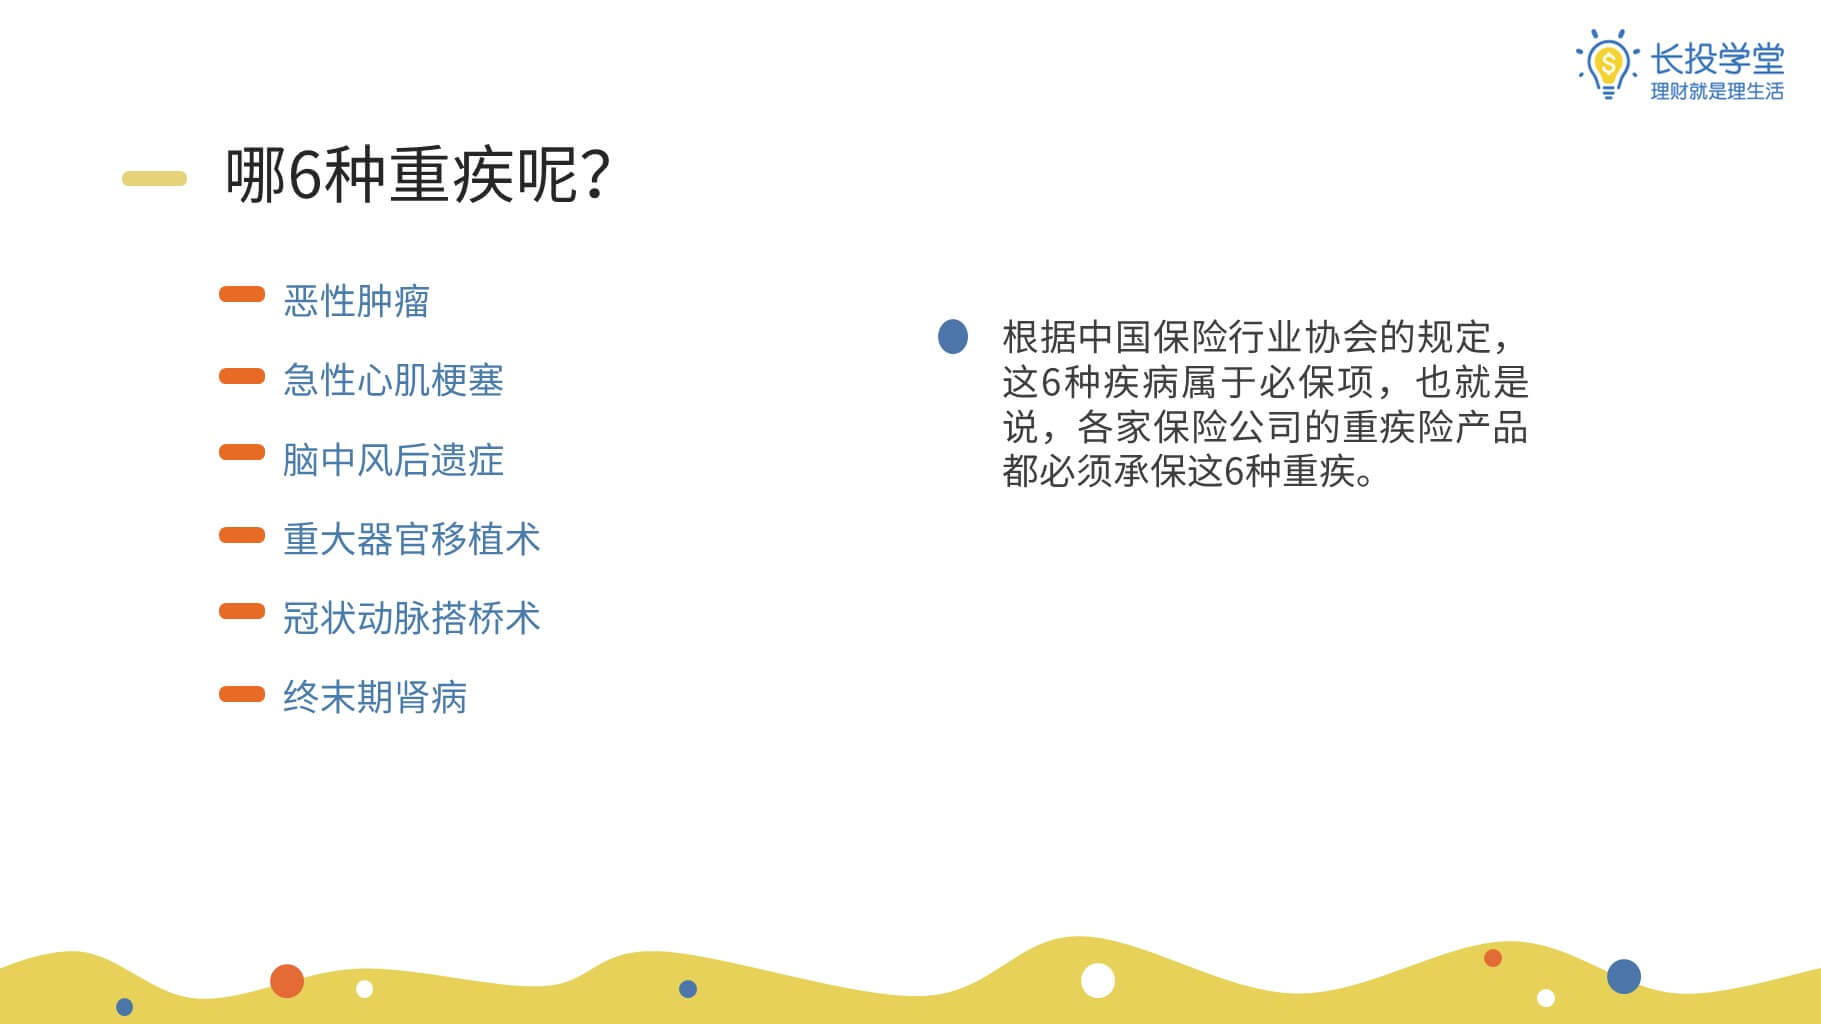 长投学堂
理财就是理生活
哪6种重疾呢？
恶性肿瘤
急性心肌梗塞
脑中风后遗症
重大器官移植术
冠状动脉搭桥术
终末期肾病
根据中国保险行业协会的规定，
这6种疾病属于必保项，也就是
说，各家保险公司的重疾险产品
都必须承保这6种重疾。